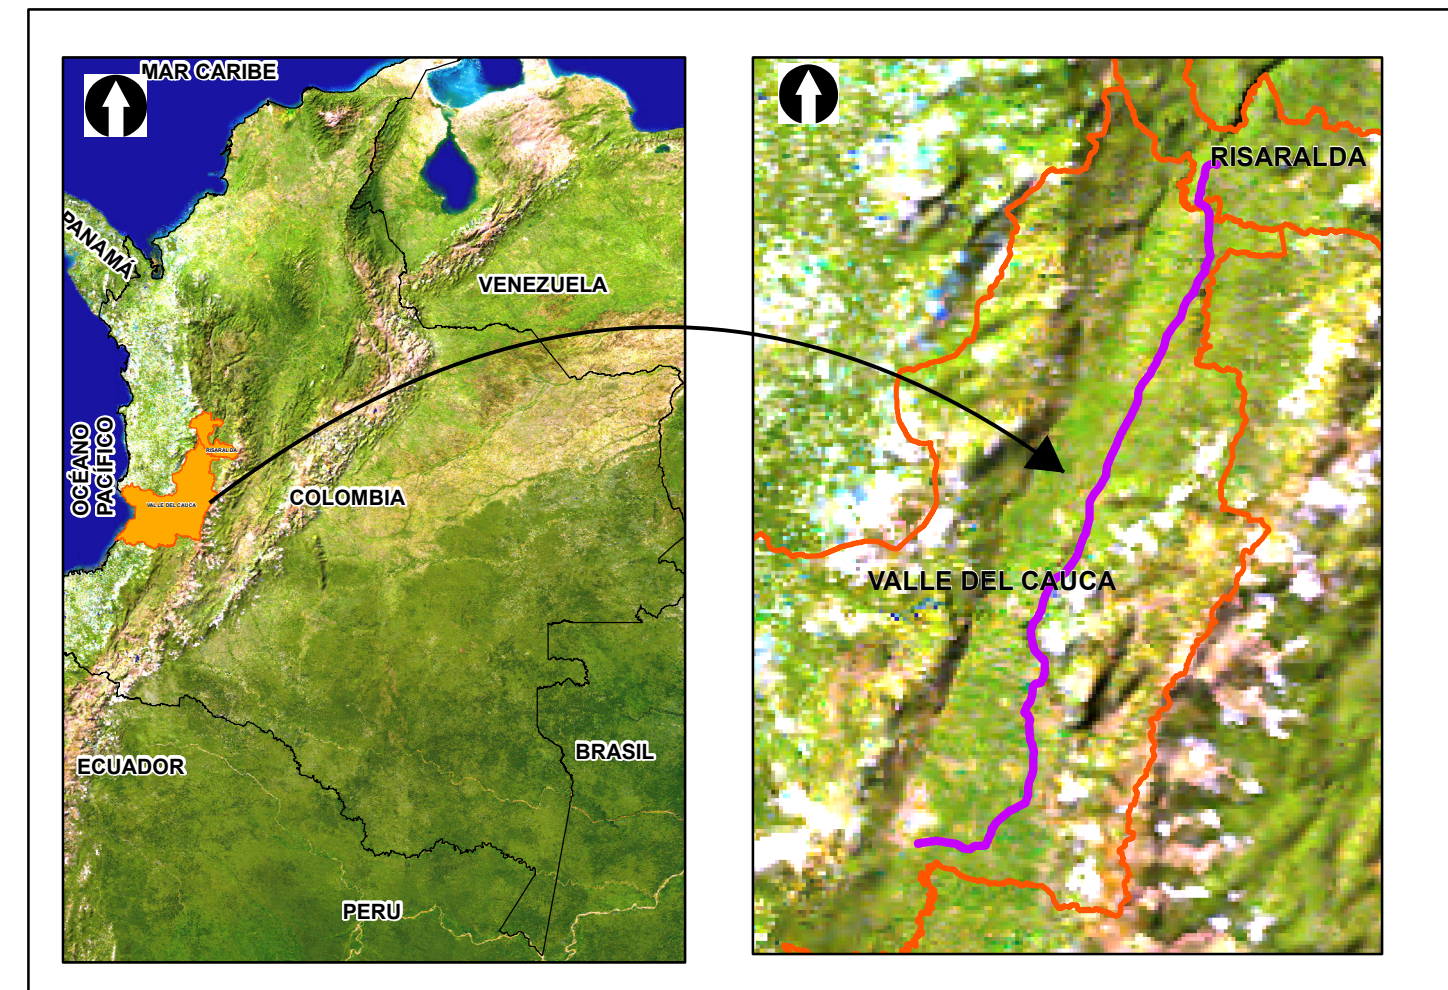 MAR CARIBE
PANAMÁ
VENEZUELA
OCÉANO
PACÍFICO
RISARALDA
VALLE DEL CAUCA
COLOMBIA
ECUADOR
BRASIL
PERU
RISARALDA
VALLE DEL CAUCA